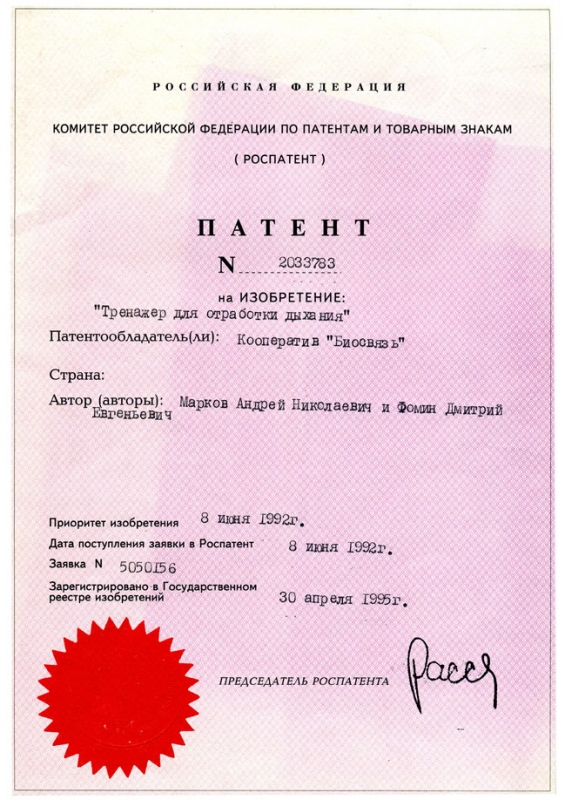 РОССИЙСКАЯ ФЕДЕРАЦИЯ
КОМИТЕТ РОССИЙСКОЙ ФЕДЕРАЦИИ ПО ПАТЕНТАМ И ТОВАРНЫМ ЗНАКАМ
( РОСПАТЕНТ )
ПАТЕНТ
N 2033783
на ИЗОБРЕТЕНИЕ:
"Тренажер для отработки дыхания"
Патентообладатель(ли): Кооператив "Биосвязь"
Страна:
Автор (авторы): Марков Андрей Николаевич и Фомин Дмитрий
Евгеньевич
Приоритет изобретения 8 июня 1992г.
Дата поступления заявки в Роспатент 8 июня 1992г.
Заявка N 5050156
Зарегистрировано в Государственном
реестре изобретений 30 апреля 1995г.
ПРЕДСЕДАТЕЛЬ РОСПАТЕНТА